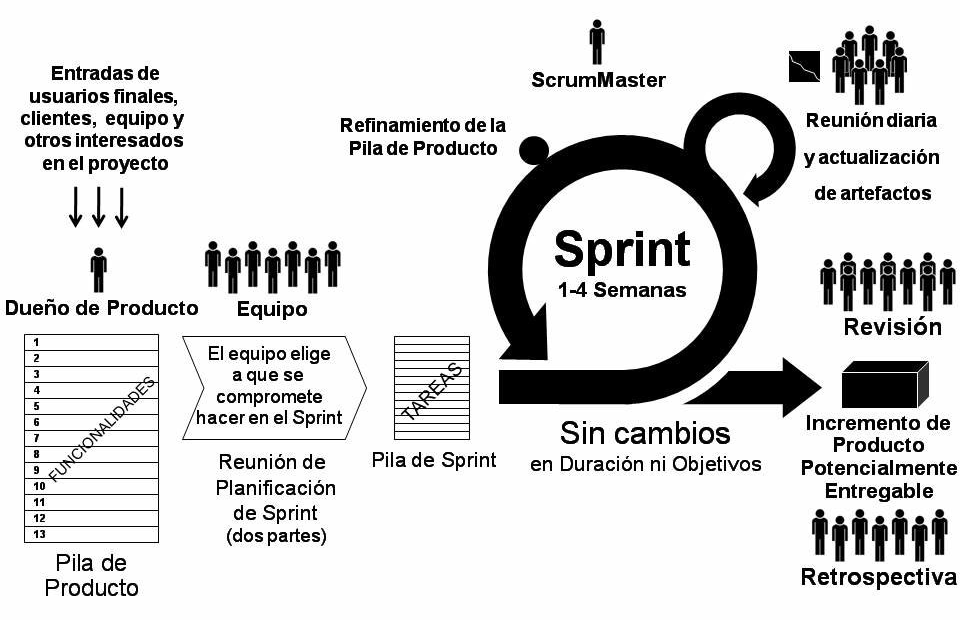 Entradas de
usuarios finales,
clientes, equipo y
otros interesados
en el proyecto
Dueño de Producto
1
2
3
4
5
6
7
8
9
10
11
12
13
FUNCIONALIDADES
Pila de
Producto
Equipo
El equipo elige
a que se
compromete
hacer en el Sprint
Reunión de
Planificación
de Sprint
(dos partes)
TAREAS
Pila de Sprint
ScrumMaster
Refinamiento de la
Pila de Producto
Sprint
1-4 Semanas
Sin cambios
en Duración ni Objetivos
Reunión diaria
y actualización
de artefactos
Revisión
Incremento de
Producto
Potencialmente
Entregable
Retrospectiva